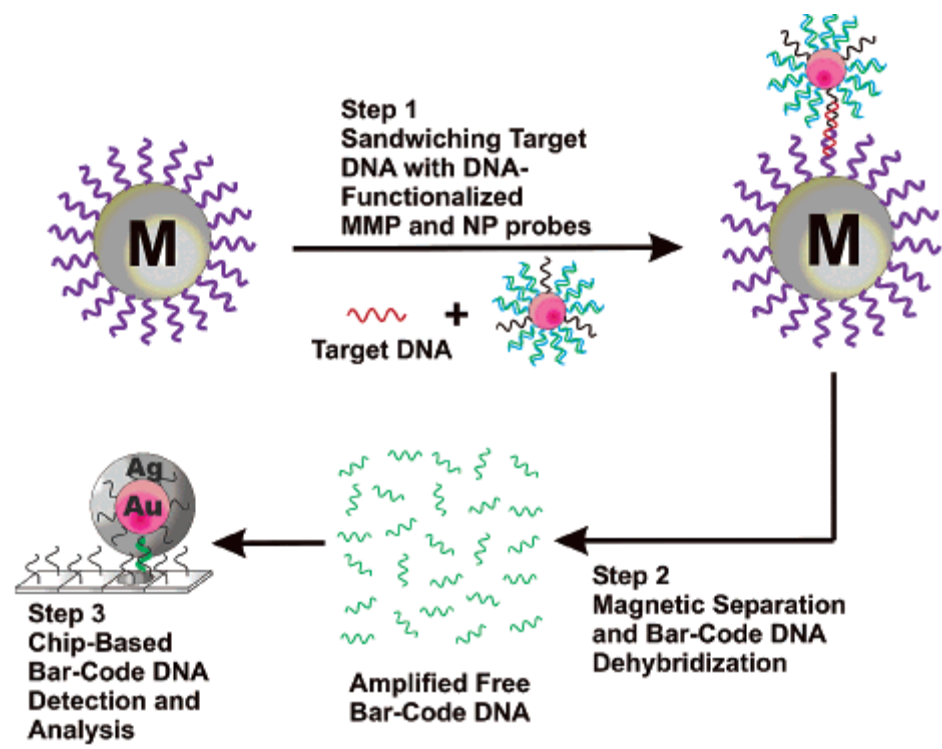 Step 1
Sandwiching Target
DNA with DNA-
Functionalized
MMP and NP probes
M
+
Target DNA
M
Step 2
Magnetic Separation
and Bar-Code DNA
Dehybridization
Amplified Free
Bar-Code DNA
Ag
Au
Step 3
Chip-Based
Bar-Code DNA
Detection and
Analysis